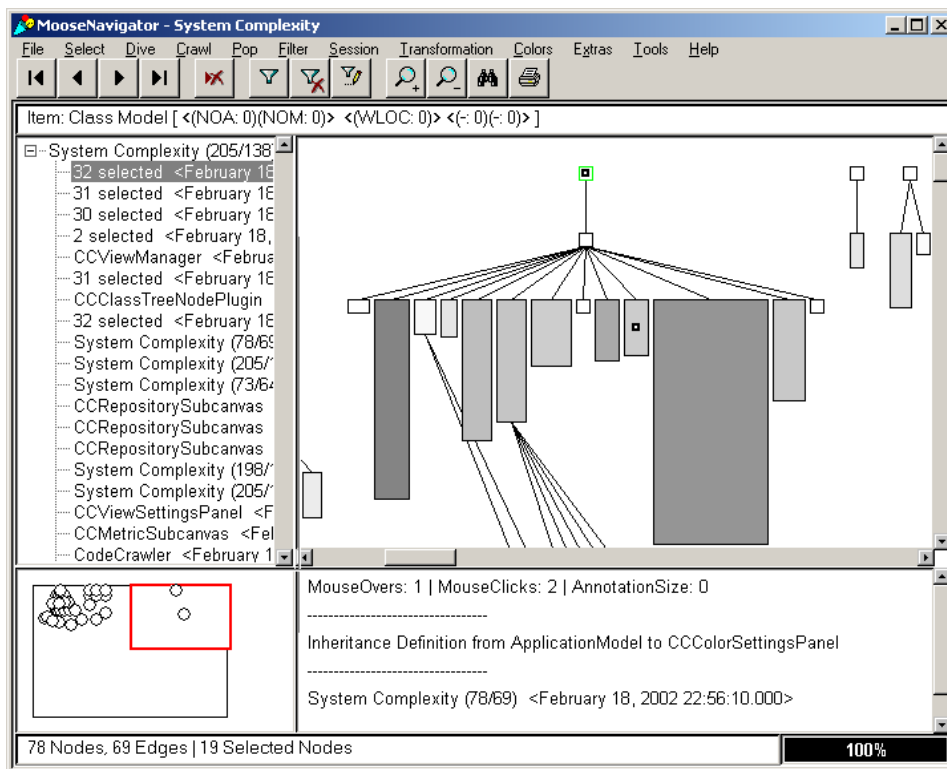 MooseNavigator - System Complexity
File Select Dive Crawl Pop Filter Session Transformation Colors Extras Tools Help
Item: Class Model [ <(NOA: 0)(NOM: 0)> <(WLOC: 0)> <(-: 0)(-: 0)> ]
System Complexity (205/138
32 selected <February 18
31 selected <February 18
30 selected <February 18
2 selected <February 18,
CCViewManager <Februa
31 selected <February 18
CCClassTreeNodePlugin
32 selected <February 18
System Complexity (78/69
System Complexity (205/1
System Complexity (73/64
CCRepositorySubcanvas
CCRepositorySubcanvas
CCRepositorySubcanvas
System Complexity (198/1
System Complexity (205/1
CCViewSettingsPanel <F
CCMetricSubcanvas <Fel
CodeCrawler <February 1
MouseOvers: 1 | MouseClicks: 2 | AnnotationSize: 0
--------------------------------
Inheritance Definition from ApplicationModel to CCColorSettingsPanel
--------------------------------
System Complexity (78/69) <February 18, 2002 22:56:10.000>
78 Nodes, 69 Edges | 19 Selected Nodes
100%